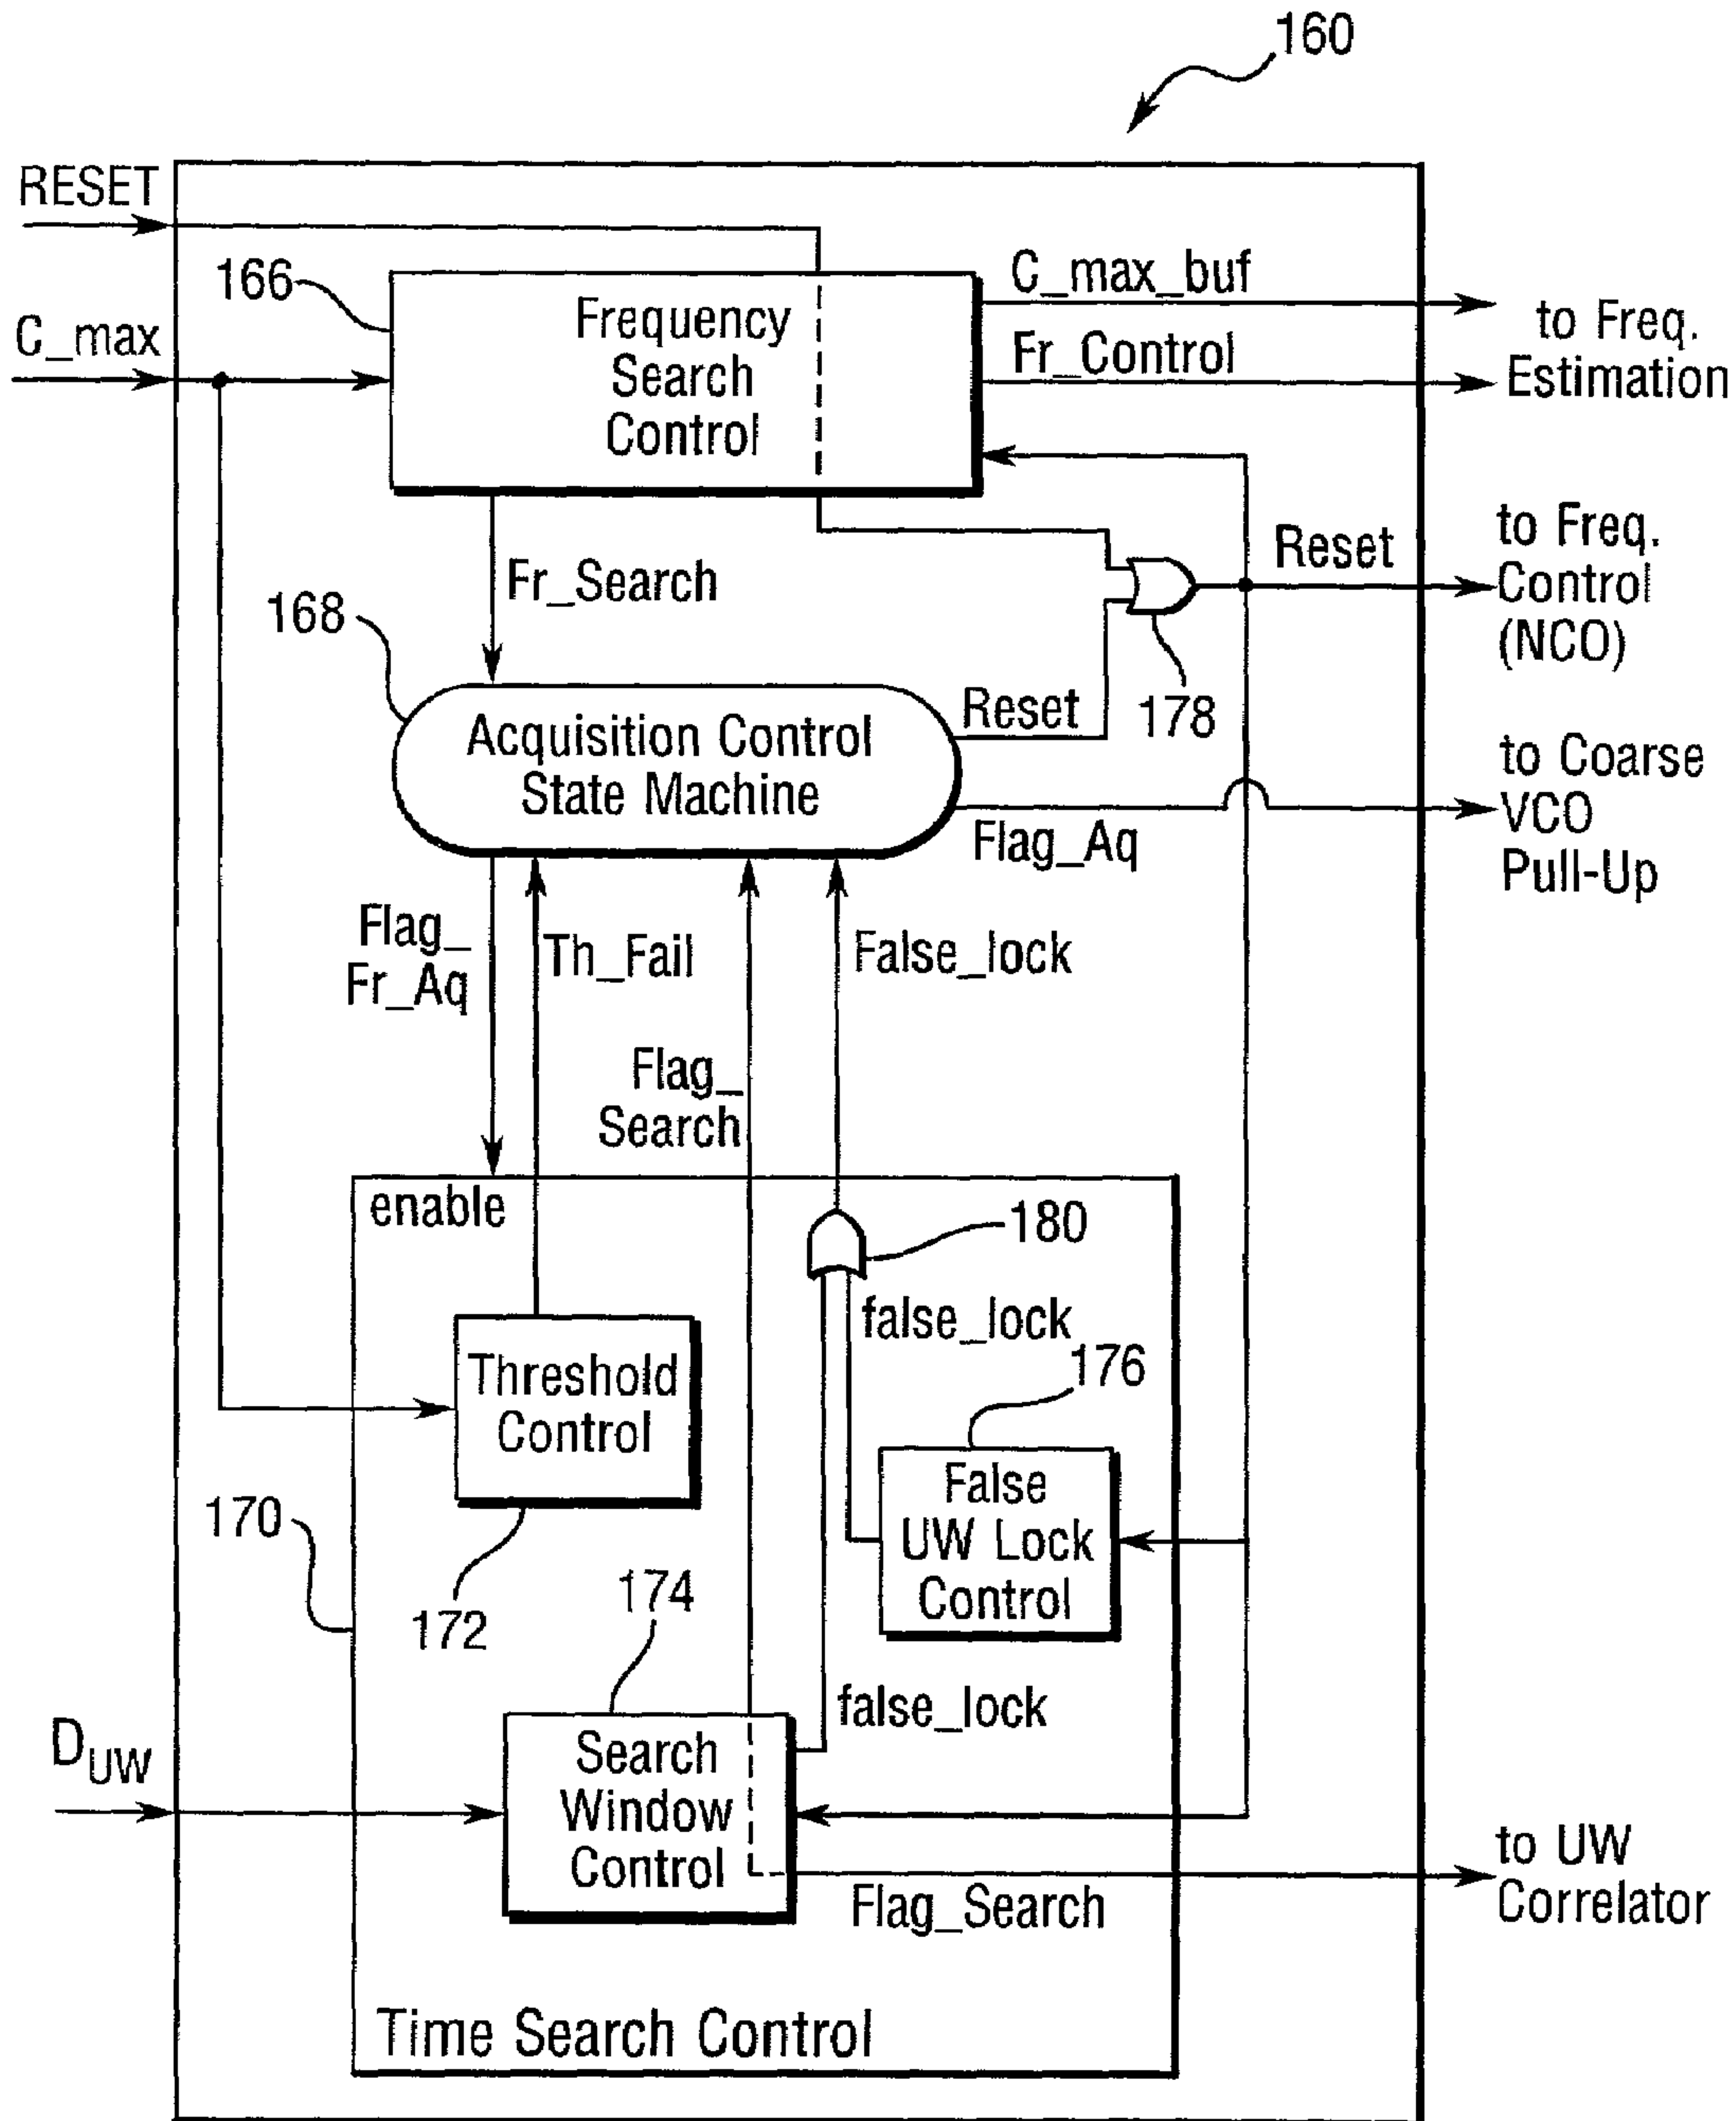 160
RESET
166
C_max
Frequency
Search
Control
C_max_buf
Fr_Control
to Freq.
Estimation
Fr_Search
Reset
to Freq.
Control
(NCO)
168
Acquisition Control
State Machine
Reset
178
Flag_Aq
to Coarse
VCO
Pull-Up
Flag_
Fr_Aq
Th_Fail
Flag_
Search
False_lock
enable
180
false_lock
Threshold
Control
176
False
UW Lock
Control
170
172
174
false_lock
D_UW
Search
Window
Control
Flag_Search
to UW
Correlator
Time Search Control